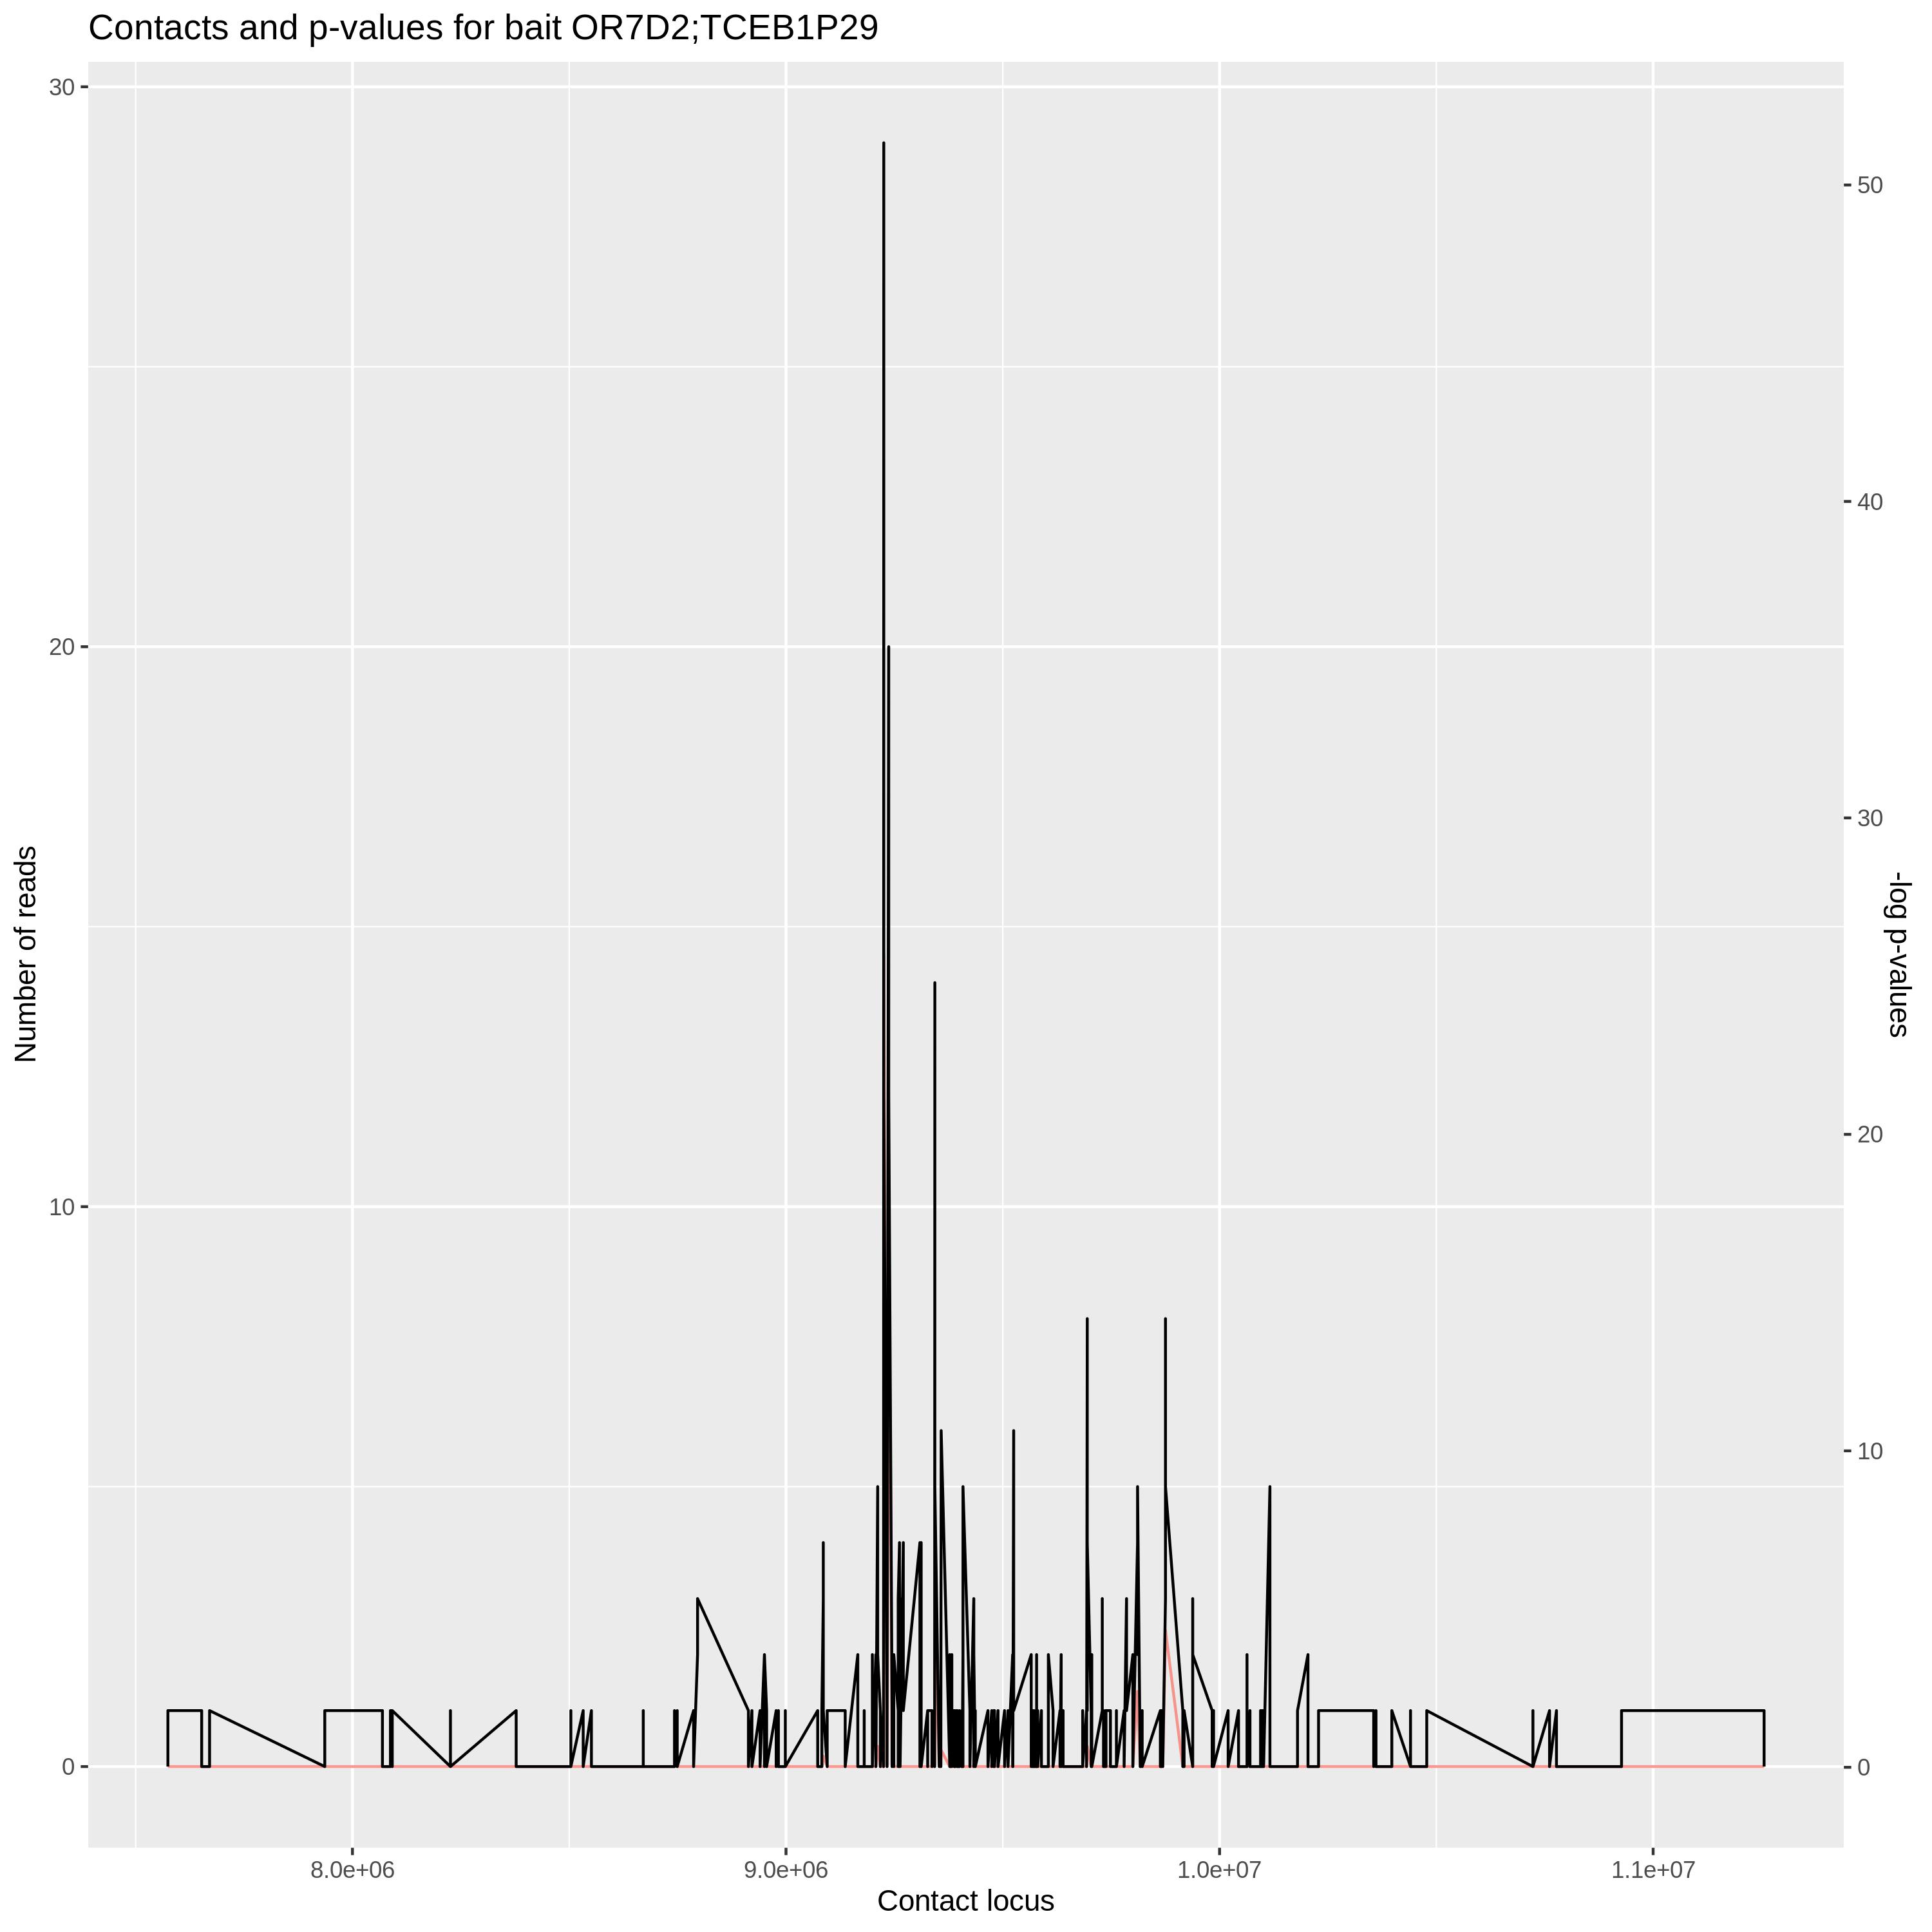 Contacts and p-values for bait OR7D2;TCEB1P29
30
20
10
0
Number of reads
50
40
30
20
10
0
-log p-values
8.0e+06
9.0e+06
1.0e+07
1.1e+07
Contact locus